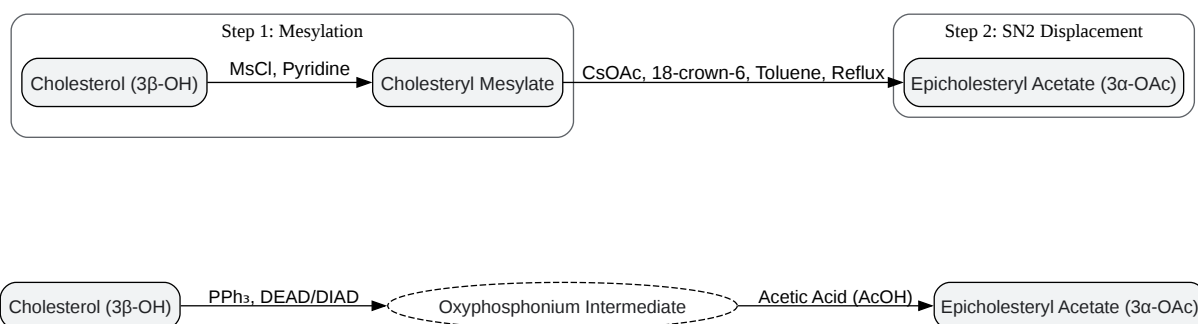 Step 1: Mesylation
Step 2: SN2 Displacement
Cholesterol (3β-OH)
MsCl, Pyridine
Cholesteryl Mesylate
CsOAc, 18-crown-6, Toluene, Reflux
Epicholesteryl Acetate (3α-OAc)
Cholesterol (3β-OH)
PPh₃, DEAD/DIAD
Oxyphosphonium Intermediate
Acetic Acid (AcOH)
Epicholesteryl Acetate (3α-OAc)